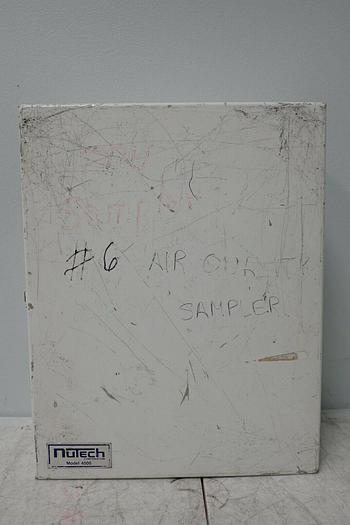 #6 AIR QUALITY
SAMPLER
NUTECH
Model 4000